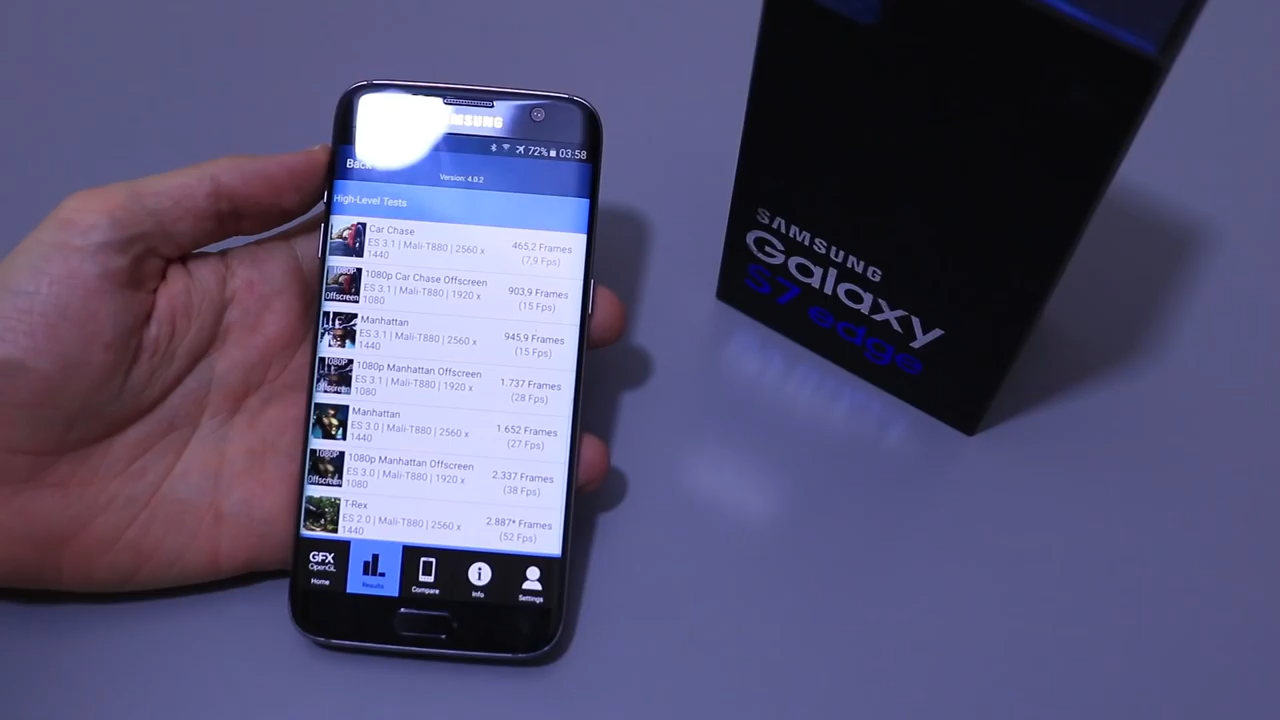 SAMSUNG
72% 03:58
Back
Version: 4.0.2
High-Level Tests
Car Chase
ES 3.1 | Mali-T880 | 2560 x
1440
465,2 Frames
(7,9 Fps)
1080P
Offscreen
1080p Car Chase Offscreen
ES 3.1 | Mali-T880 | 1920 x
1080
903,9 Frames
(15 Fps)
Manhattan
ES 3.1 | Mali-T880 | 2560 x
1440
945,9 Frames
(15 Fps)
1080P
Offscreen
1080p Manhattan Offscreen
ES 3.1 | Mali-T880 | 1920 x
1080
1.737 Frames
(28 Fps)
Manhattan
ES 3.0 | Mali-T880 | 2560 x
1440
1.652 Frames
(27 Fps)
1080P
Offscreen
1080p Manhattan Offscreen
ES 3.0 | Mali-T880 | 1920 x
1080
2.337 Frames
(38 Fps)
T-Rex
ES 2.0 | Mali-T880 | 2560 x
1440
2.887* Frames
(52 Fps)
GFX
OpenGL
Home
Results
Compare
Info
Settings
SAMSUNG
Galaxy
S7 edge